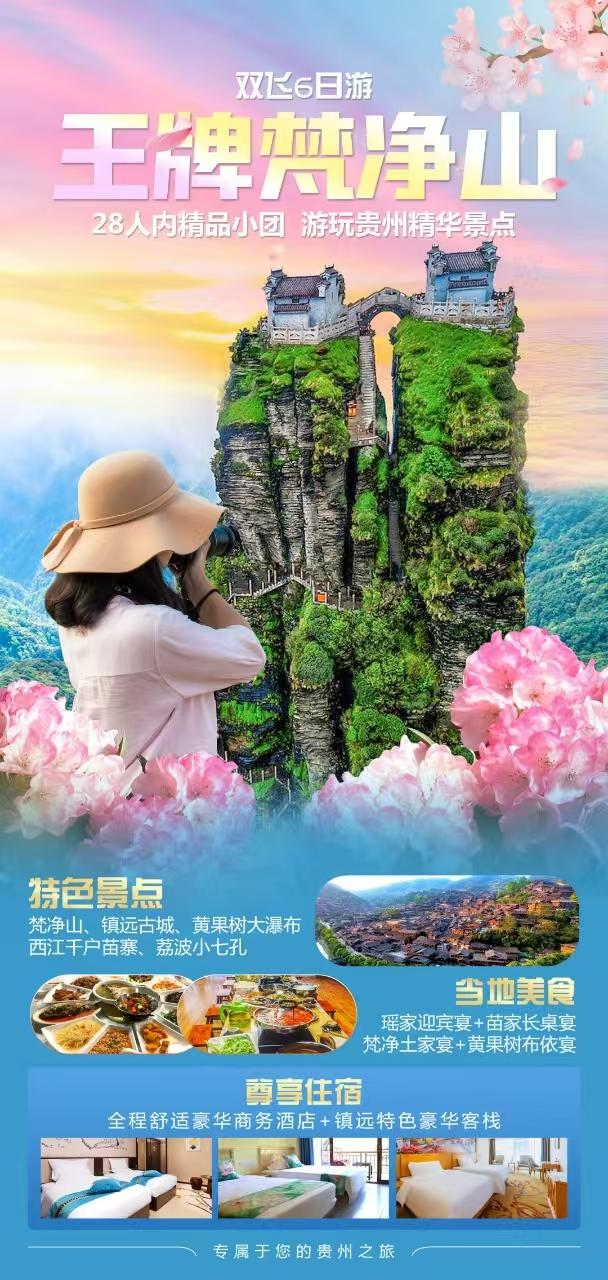 双飞6日游
王牌梵净山
28人内精品小团 游玩贵州精华景点
特色景点
梵净山、镇远古城、黄果树大瀑布
西江千户苗寨、荔波小七孔
当地美食
瑶家迎宾宴+苗家长桌宴
梵净土家宴+黄果树布依宴
尊享住宿
全程舒适豪华商务酒店+镇远特色豪华客栈
专属于您的贵州之旅